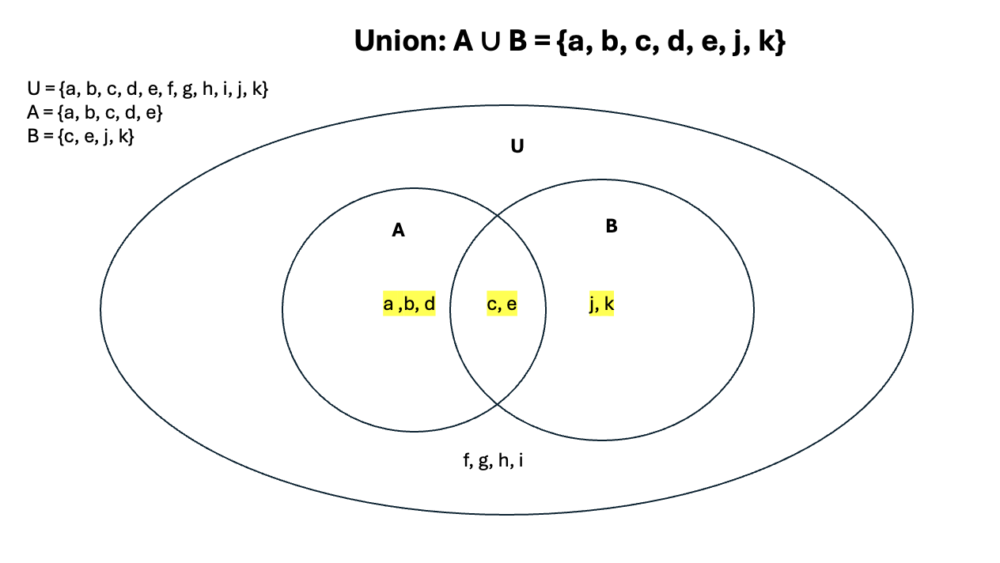 Union: A ∪ B = {a, b, c, d, e, j, k}
U = {a, b, c, d, e, f, g, h, i, j, k}
A = {a, b, c, d, e}
B = {c, e, j, k}
U
A
B
a ,b, d
c, e
j, k
f, g, h, i